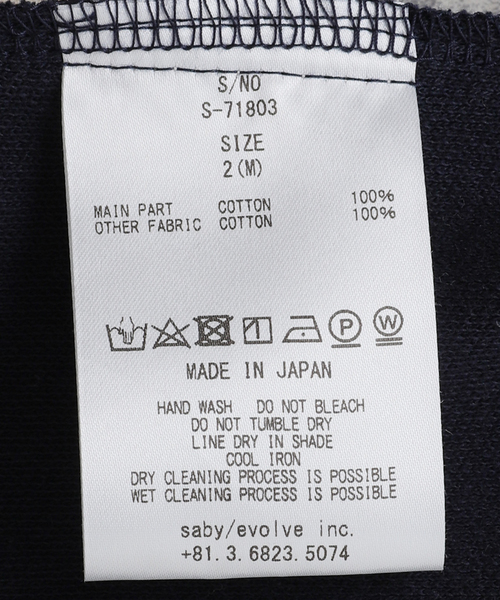 S/NO
S-71803
SIZE
2(M)
MAIN PART COTTON 100%
OTHER FABRIC COTTON 100%
P W
MADE IN JAPAN
HAND WASH DO NOT BLEACH
DO NOT TUMBLE DRY
LINE DRY IN SHADE
COOL IRON
DRY CLEANING PROCESS IS POSSIBLE
WET CLEANING PROCESS IS POSSIBLE
saby/evolve inc.
+81.3.6823.5074